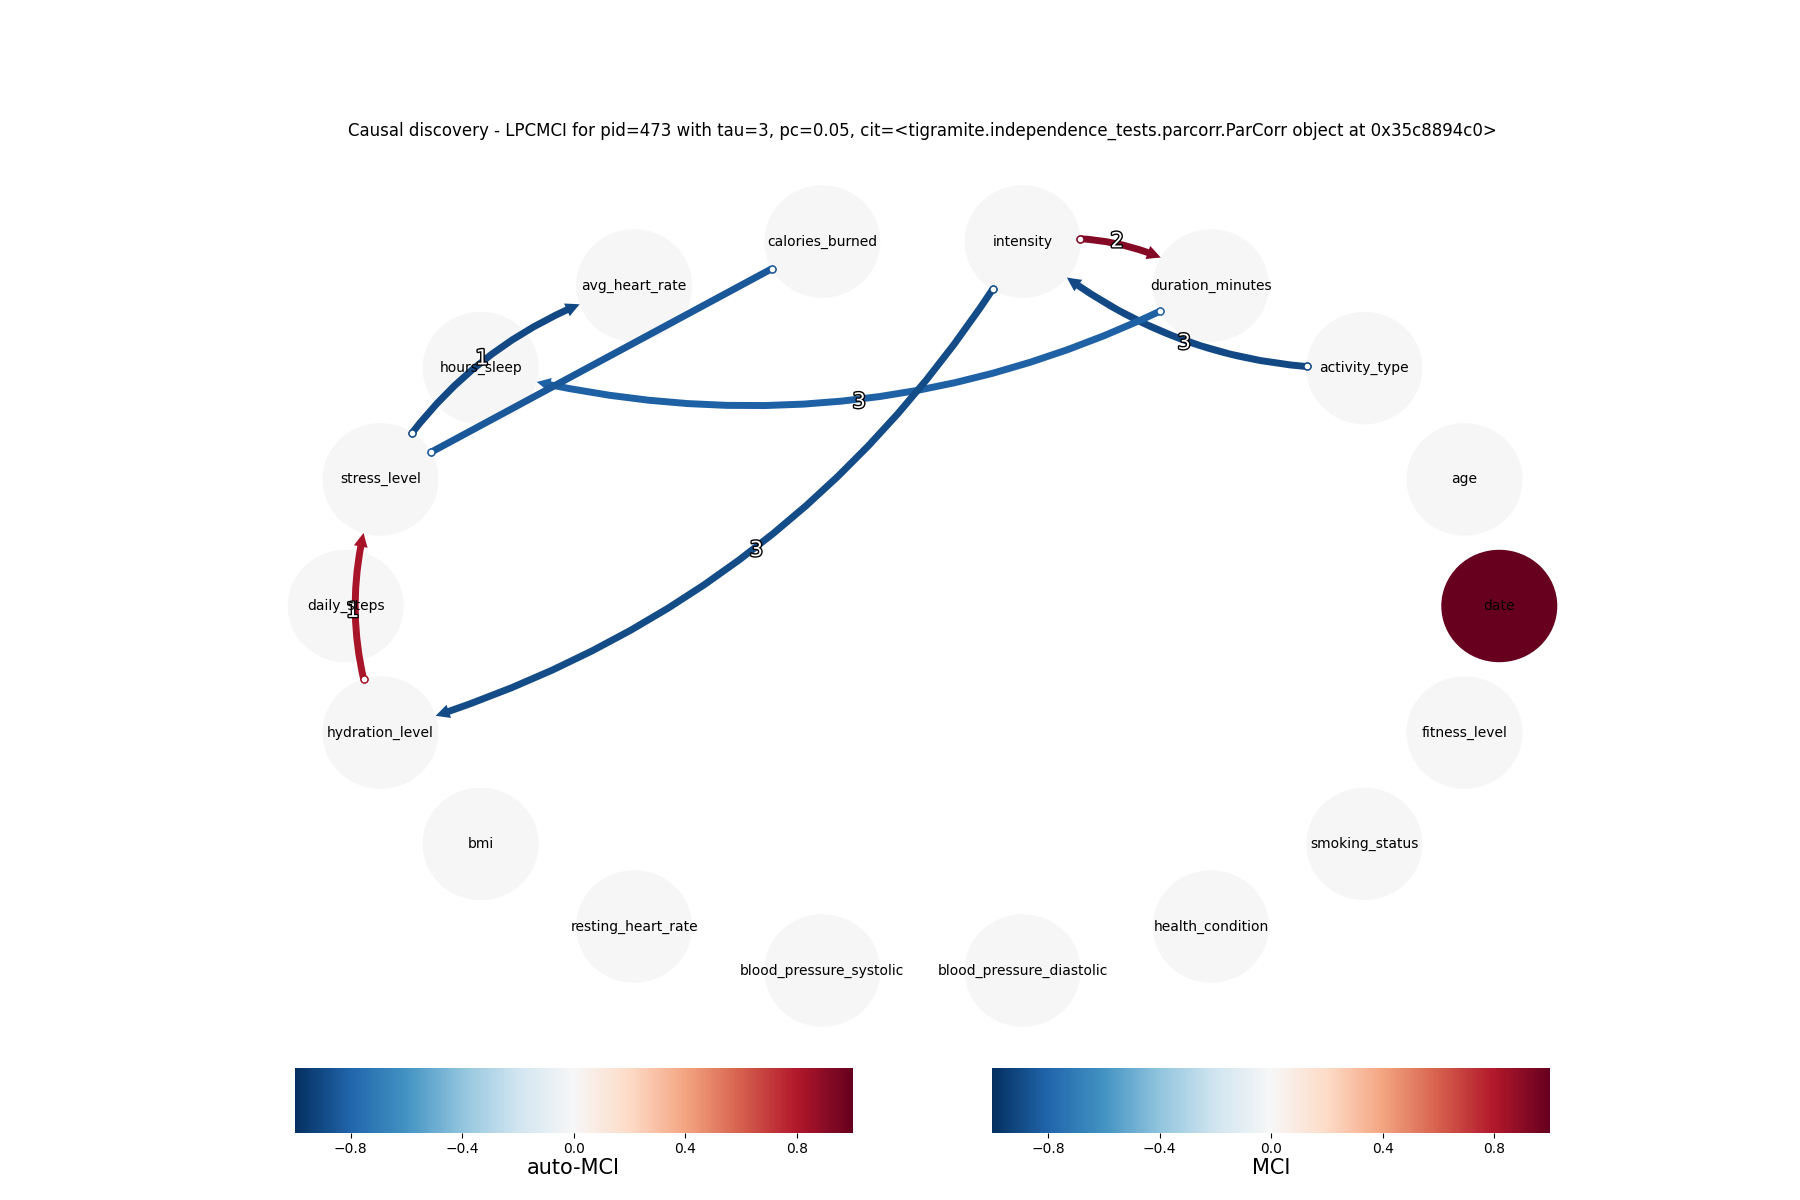 Causal discovery - LPCMCI for pid=473 with tau=3, pc=0.05, cit=<tigramite.independence_tests.parcorr.ParCorr object at 0x35c8894c0>
calories_burned
intensity
2
avg_heart_rate
duration_minutes
3
1
hours_sleep
activity_type
3
stress_level
age
3
daily_steps
1
date
hydration_level
fitness_level
bmi
smoking_status
resting_heart_rate
health_condition
blood_pressure_systolic
blood_pressure_diastolic
−0.8 −0.4 0.0 0.4 0.8
auto-MCI
−0.8 −0.4 0.0 0.4 0.8
MCI